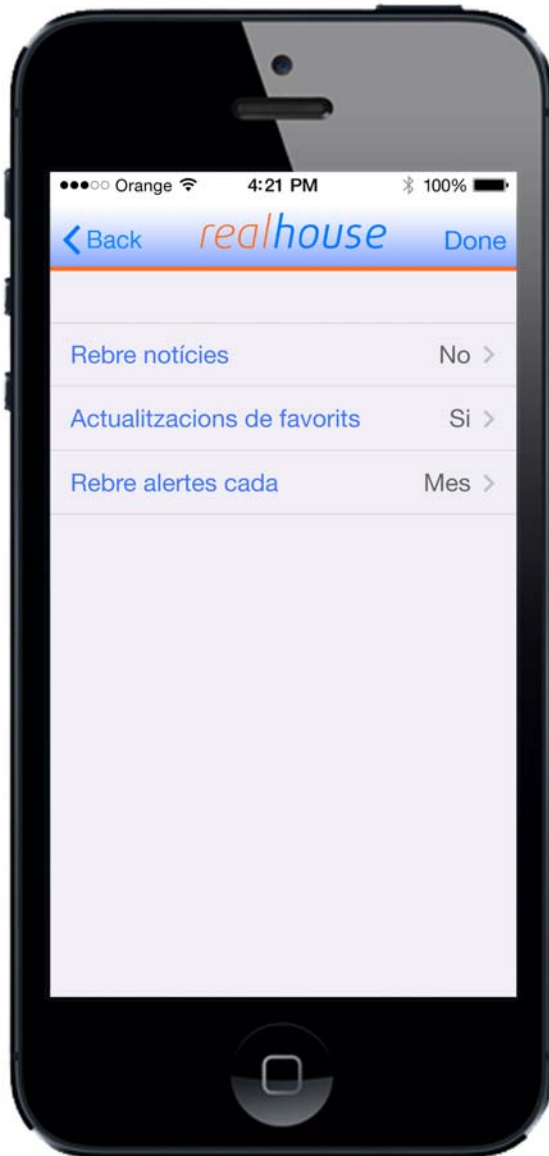 Orange 4:21 PM 100%
Back realhouse Done
Rebre notícies No
Actualitzacions de favorits Si
Rebre alertes cada Mes